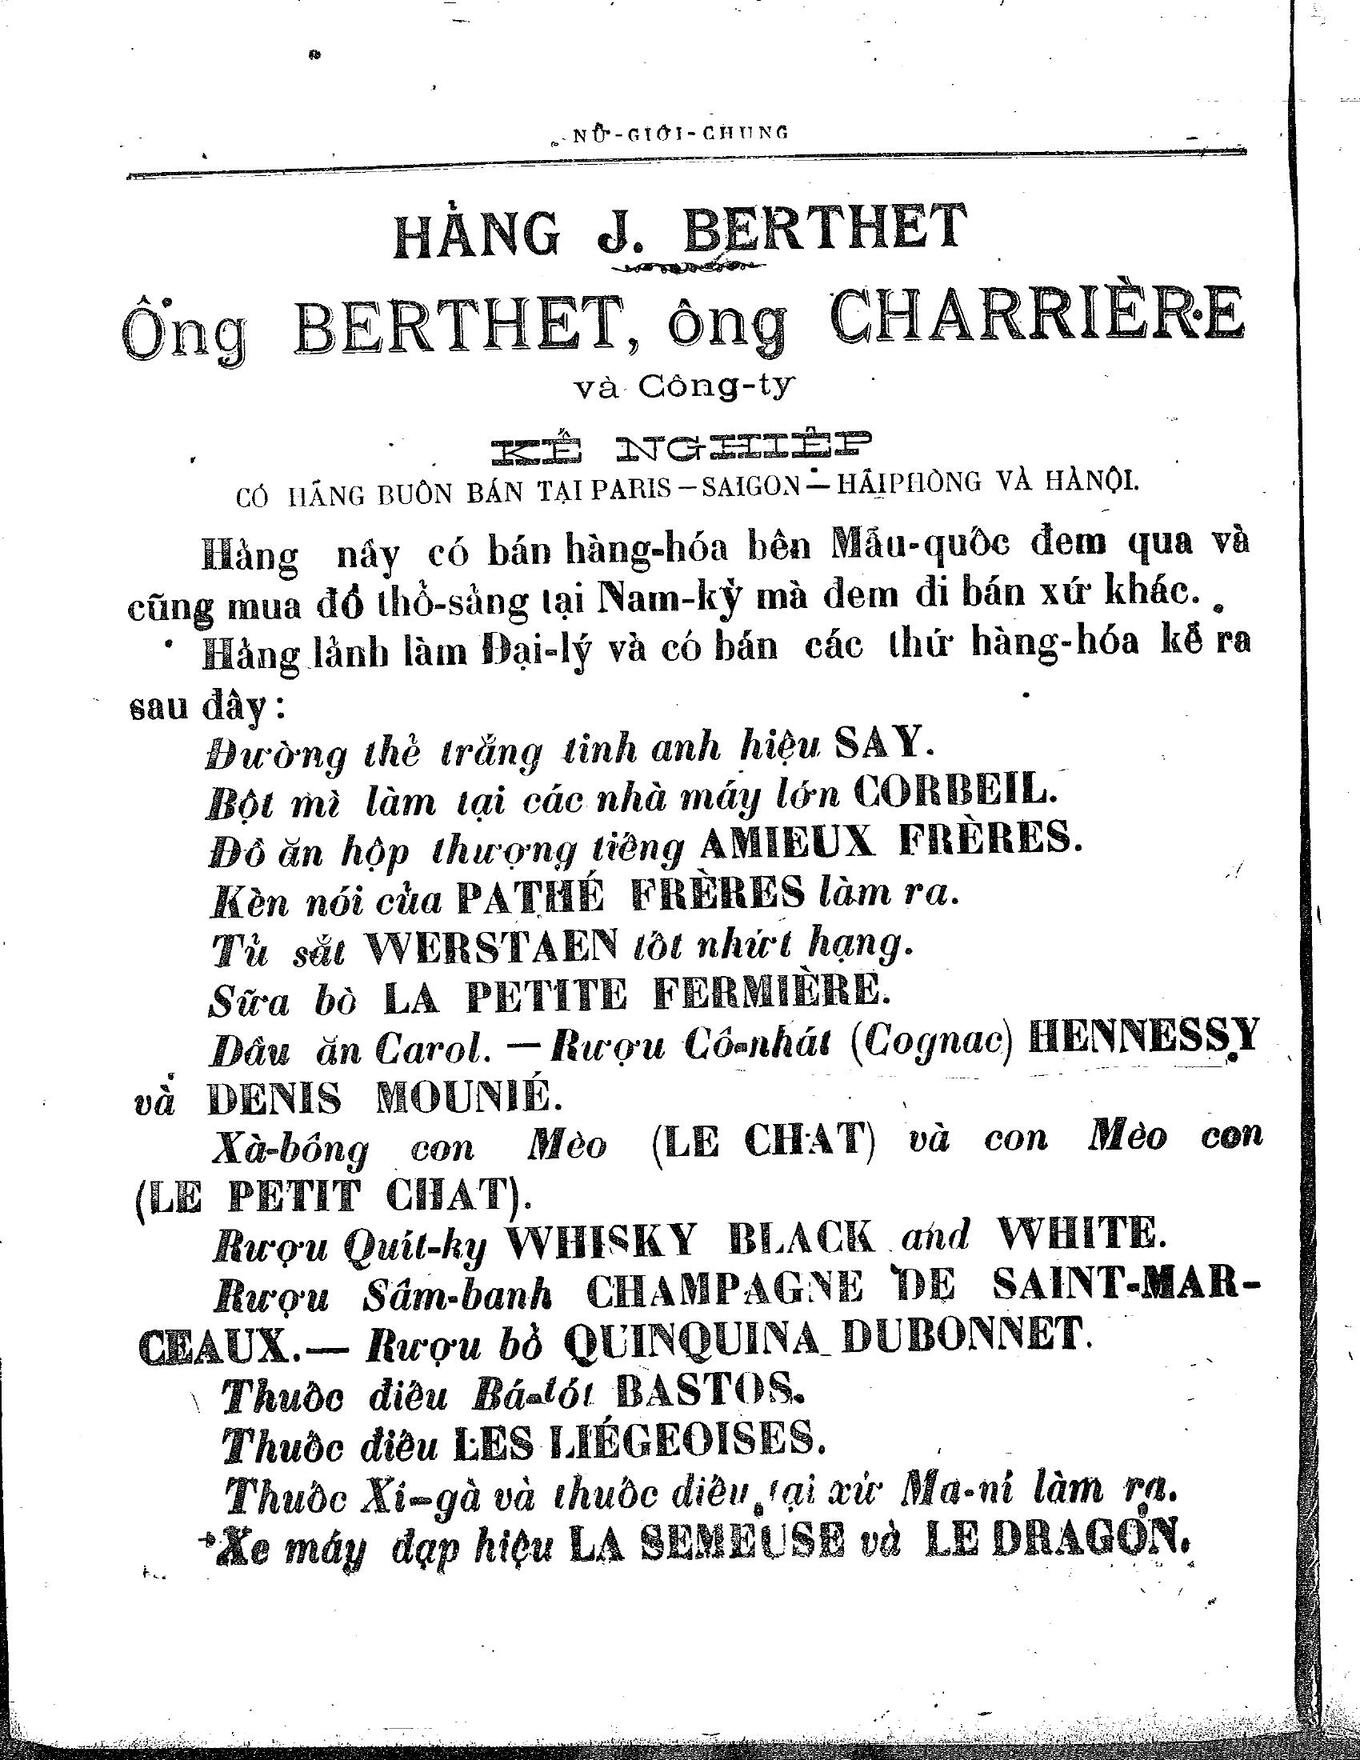 NỮ-GIỚI-CHUNG
HẢNG J. BERTHET
Ông BERTHET, ông CHARRIÈRE
và Công-ty
KẾ NGHIỆP
CÓ HÃNG BUÔN BÁN TẠI PARIS — SAIGON — HẢIPHÒNG VÀ HÀNỘI.
Hảng nầy có bán hàng-hóa bên Mẫu-quốc đem qua và
cũng mua đồ thổ-sảng tại Nam-kỳ mà đem đi bán xứ khác.
Hảng lảnh làm Đại-lý và có bán các thứ hàng-hóa kể ra
sau đây :
Đường thẻ trắng tinh anh hiệu SAY.
Bột mì làm tại các nhà máy lớn CORBEIL.
Đồ ăn hộp thượng tiếng AMIEUX FRÈRES.
Kèn nói của PATHÉ FRÈRES làm ra.
Tủ sắt WERSTAEN tốt nhứt hạng.
Sữa bò LA PETITE FERMIÈRE.
Dầu ăn Carol. — Rượu Cô-nhát (Cognac) HENNESSY
và DENIS MOUNIÉ.
Xà-bông con Mèo (LE CHAT) và con Mèo con
(LE PETIT CHAT).
Rượu Quít-ky WHISKY BLACK and WHITE.
Rượu Sâm-banh CHAMPAGNE DE SAINT-MAR-
CEAUX. — Rượu bổ QUINQUINA DUBONNET.
Thuốc điếu Bá-tót BASTOS.
Thuốc điếu LES LIÉGEOISES.
Thuốc Xì-gà và thuốc điếu tại xứ Ma-ní làm ra.
Xe máy đạp hiệu LA SEMEUSE và LE DRAGON.